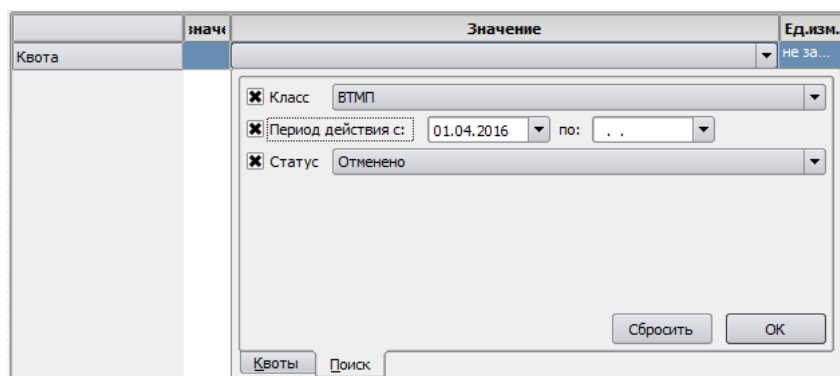 значе Значение Ед.изм.
Квота не за...
Класс ВТМП
Период действия с: 01.04.2016 по: . .
Статус Отменено
Сбросить ОК
Квоты Поиск